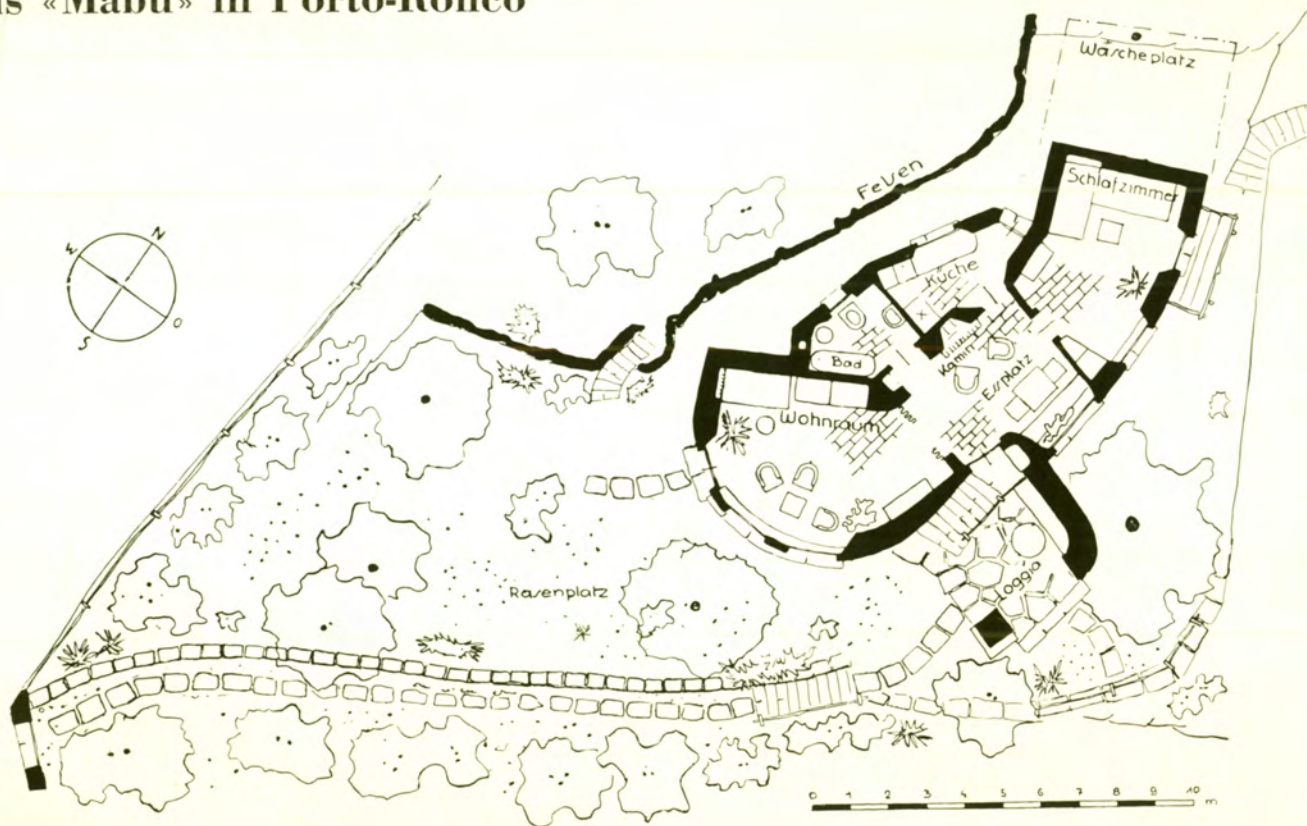 «Mabu» in Porto-Ronco
Wäscheplatz
Felsen
Schlafzimmer
N
W
O
S
Küche
Bad
Kamin
Essplatz
Wohnraum
Loggia
Rasenplatz
0 1 2 3 4 5 6 7 8 9 10 m